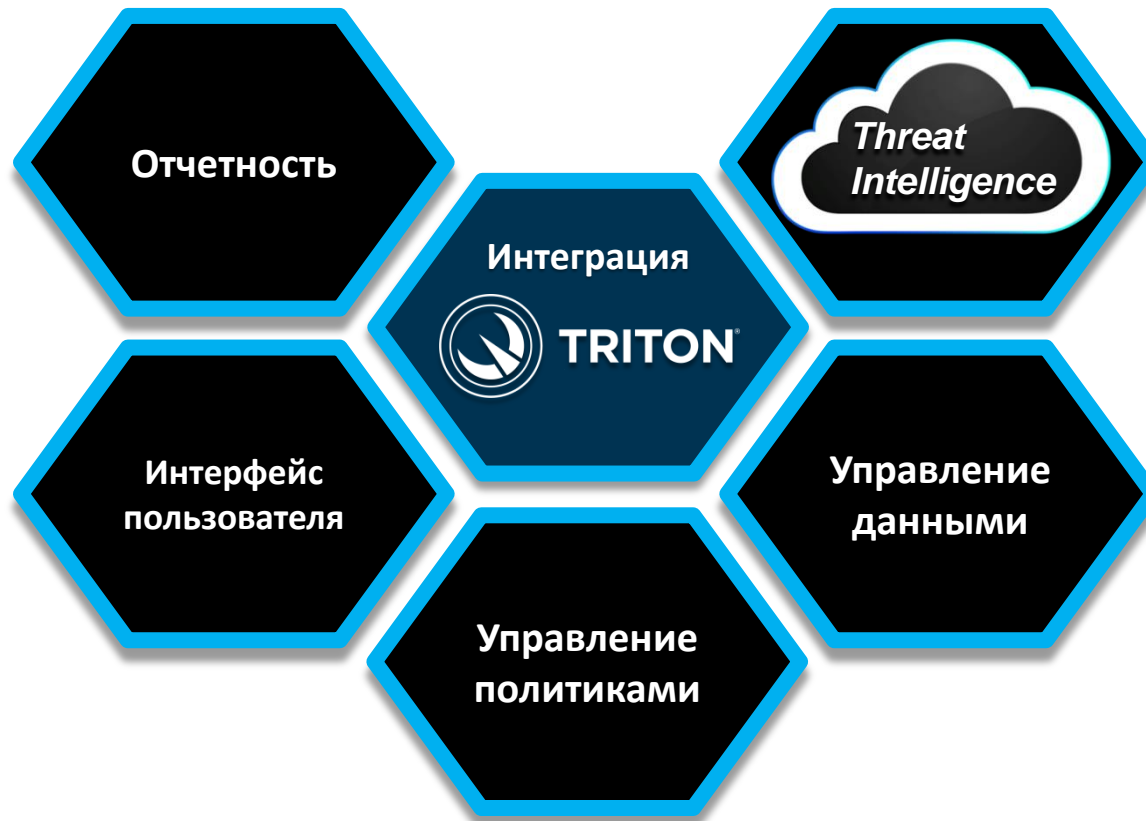 Отчетность
Threat
Intelligence
Интеграция
TRITON®
Интерфейс
пользователя
Управление
данными
Управление
политиками